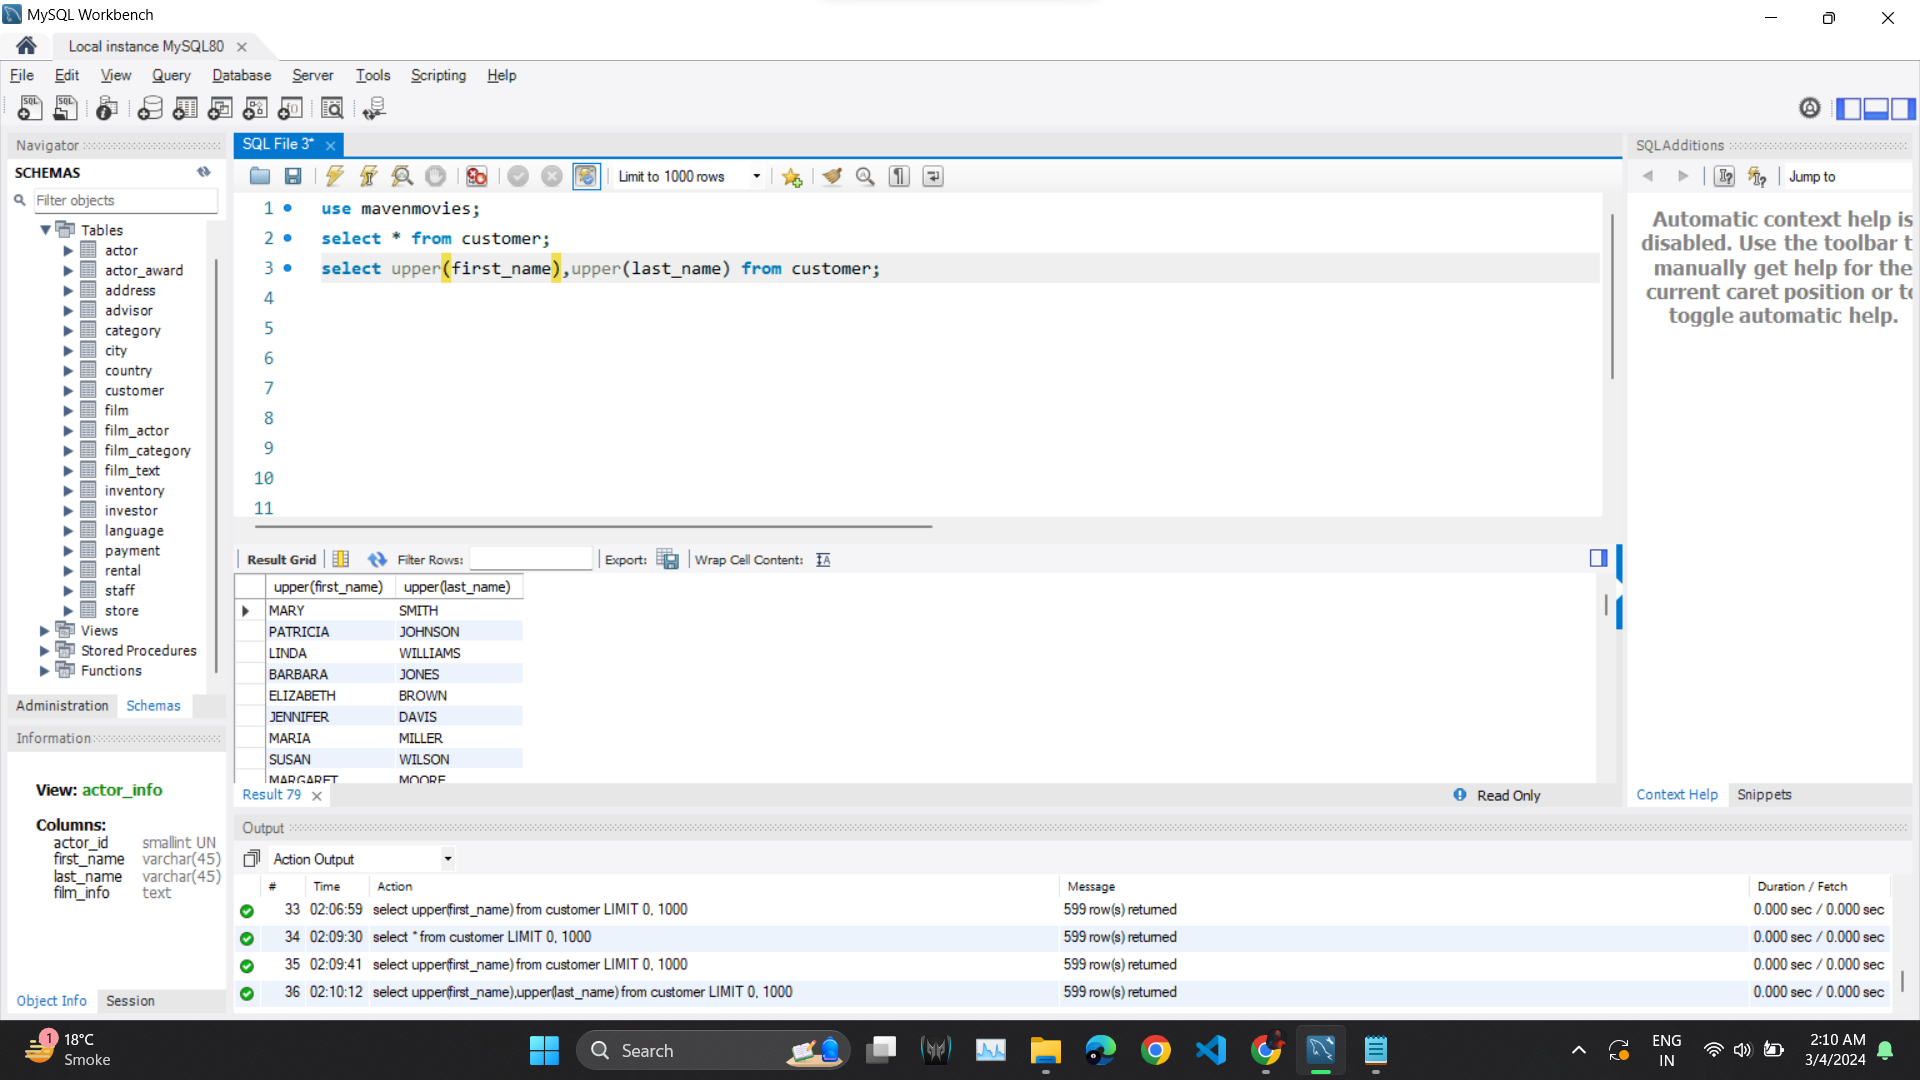 MySQL Workbench
Local instance MySQL80
File Edit View Query Database Server Tools Scripting Help
Navigator
SCHEMAS
Filter objects
Tables
actor
actor_award
address
advisor
category
city
country
customer
film
film_actor
film_category
film_text
inventory
investor
language
payment
rental
staff
store
Views
Stored Procedures
Functions
Administration Schemas
Information
View: actor_info
Columns:
actor_id smallint UN
first_name varchar(45)
last_name varchar(45)
film_info text
Object Info Session
SQL File 3*
Limit to 1000 rows
1 use mavenmovies;
2 select * from customer;
3 select upper(first_name),upper(last_name) from customer;
4
5
6
7
8
9
10
11
Result Grid Filter Rows: Export: Wrap Cell Content:
upper(first_name) upper(last_name)
MARY SMITH
PATRICIA JOHNSON
LINDA WILLIAMS
BARBARA JONES
ELIZABETH BROWN
JENNIFER DAVIS
MARIA MILLER
SUSAN WILSON
MARGARET MOORE
Result 79 Read Only
SQLAdditions
Jump to
Automatic context help is
disabled. Use the toolbar t
manually get help for the
current caret position or to
toggle automatic help.
Context Help Snippets
Output
Action Output
# Time Action Message Duration / Fetch
33 02:06:59 select upper(first_name) from customer LIMIT 0, 1000 599 row(s) returned 0.000 sec / 0.000 sec
34 02:09:30 select * from customer LIMIT 0, 1000 599 row(s) returned 0.000 sec / 0.000 sec
35 02:09:41 select upper(first_name) from customer LIMIT 0, 1000 599 row(s) returned 0.000 sec / 0.000 sec
36 02:10:12 select upper(first_name),upper(last_name) from customer LIMIT 0, 1000 599 row(s) returned 0.000 sec / 0.000 sec
1
18°C
Smoke
Search
ENG
IN
2:10 AM
3/4/2024